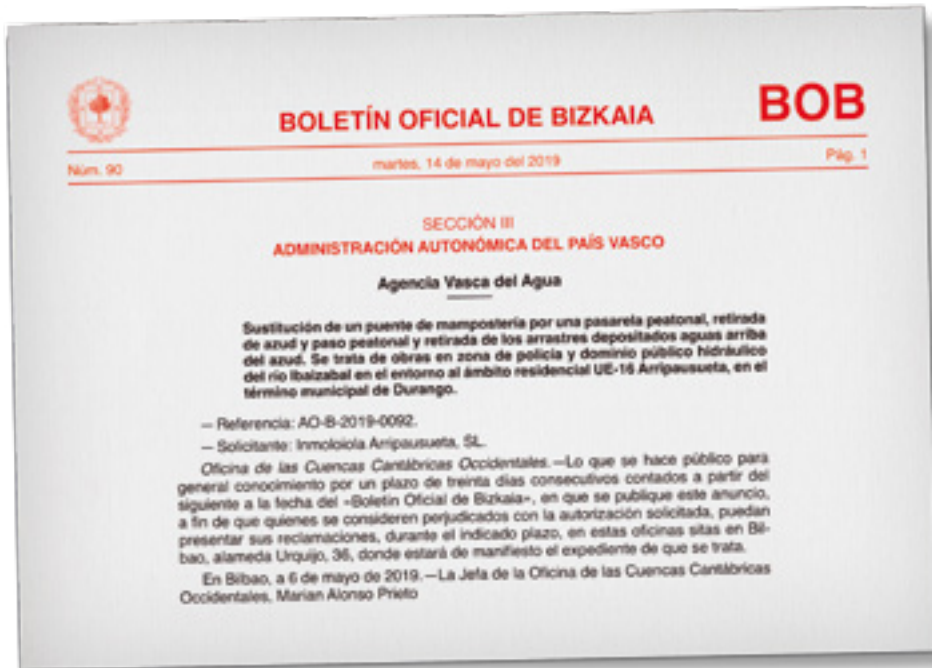 BOLETÍN OFICIAL DE BIZKAIA
BOB
Núm. 90
martes, 14 de mayo del 2019
Pág. 1
SECCIÓN III
ADMINISTRACIÓN AUTONÓMICA DEL PAÍS VASCO
Agencia Vasca del Agua
Sustitución de un puente de mampostería por una pasarela peatonal, retirada
de azud y paso peatonal y retirada de los arrastres depositados aguas arriba
del azud. Se trata de obras en zona de policía y dominio público hidráulico
del río Ibaizabal en el entorno al ámbito residencial UE-16 Arripausueta, en el
término municipal de Durango.
— Referencia: AO-B-2019-0092.
— Solicitante: Inmoloiola Arripausueta, SL.
Oficina de las Cuencas Cantábricas Occidentales.—Lo que se hace público para
general conocimiento por un plazo de treinta días consecutivos contados a partir del
siguiente a la fecha del «Boletín Oficial de Bizkaia», en que se publique este anuncio,
a fin de que quienes se consideren perjudicados con la autorización solicitada, puedan
presentar sus reclamaciones, durante el indicado plazo, en estas oficinas sitas en Bil-
bao, alameda Urquijo, 36, donde estará de manifiesto el expediente de que se trata.
En Bilbao, a 6 de mayo de 2019.—La Jefa de la Oficina de las Cuencas Cantábricas
Occidentales, Marian Alonso Prieto